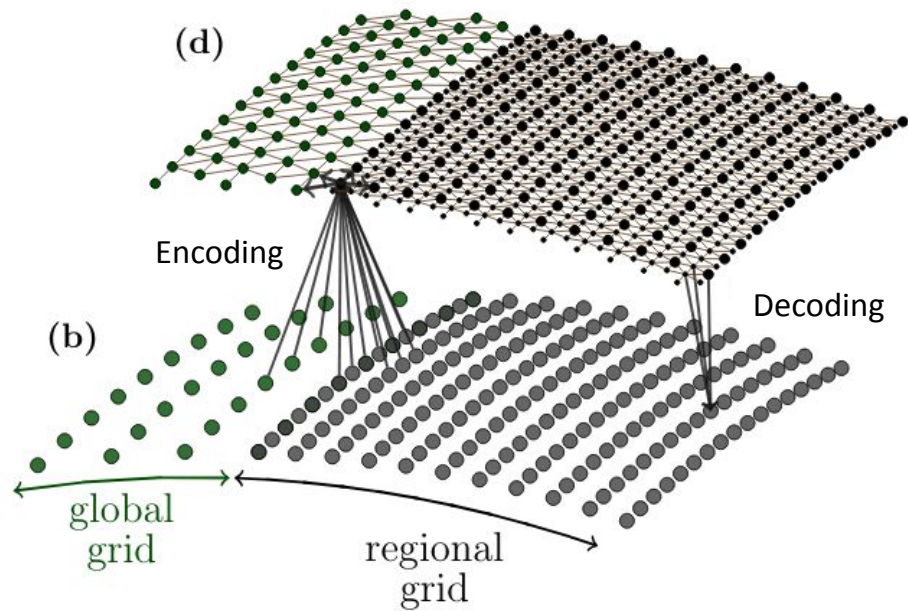 (d)
Encoding
Decoding
(b)
global
grid
regional
grid